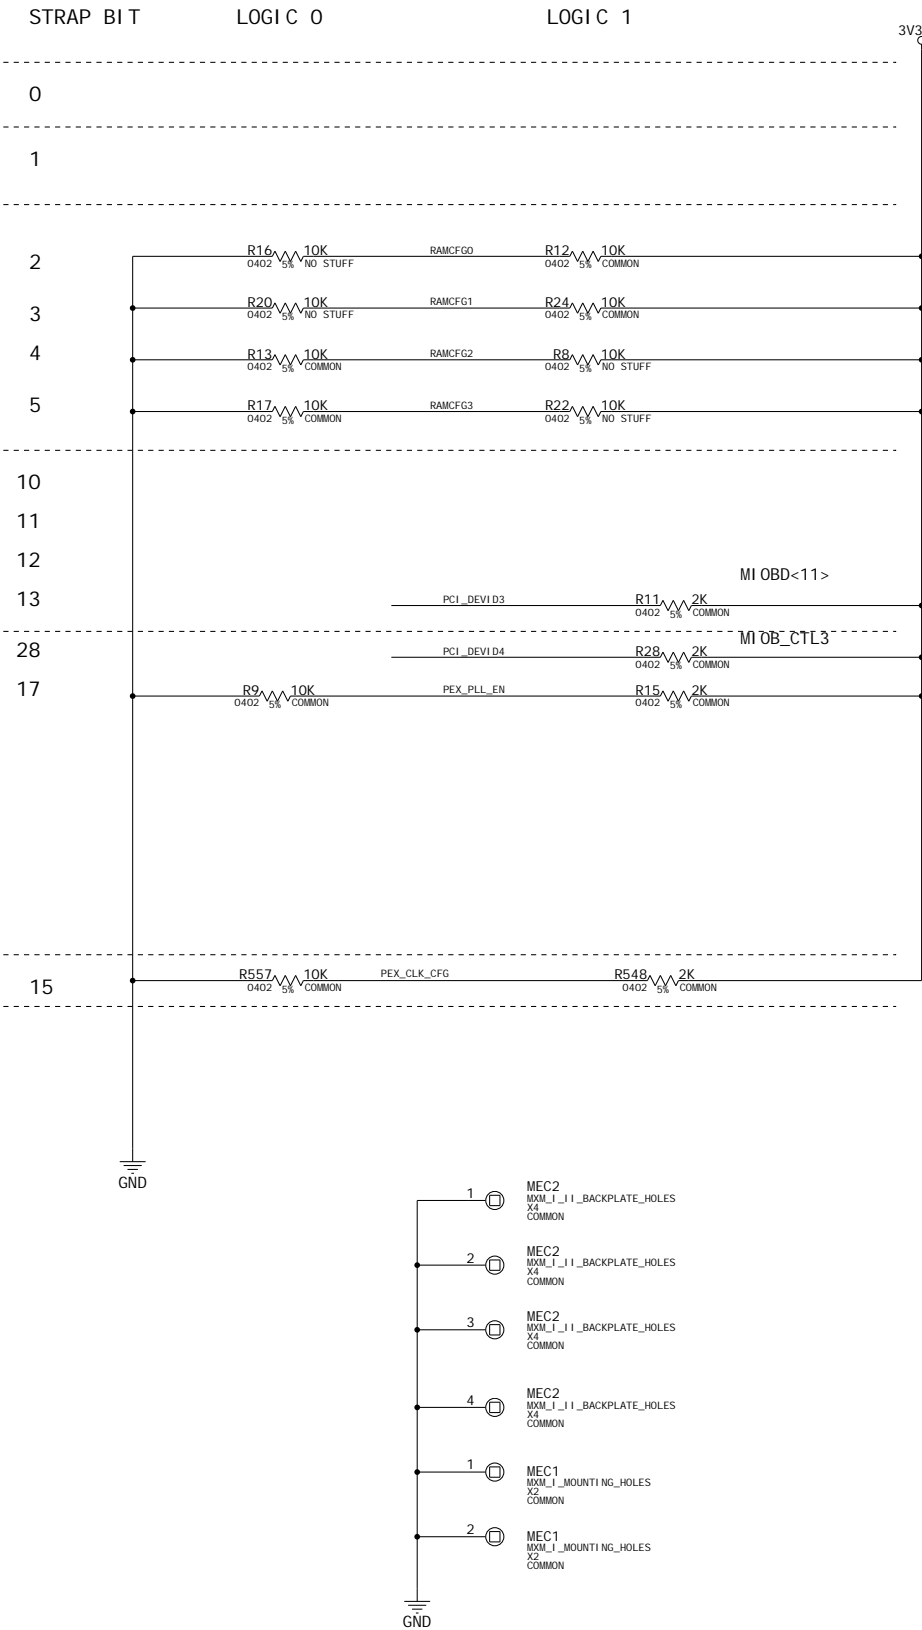 STRAP BIT LOGIC 0 LOGIC 1
3V3
0
1
2 R16 10K RAMCFG0 R12 10K
0402 5% NO STUFF 0402 5% COMMON
3 R20 10K RAMCFG1 R24 10K
0402 5% NO STUFF 0402 5% COMMON
4 R13 10K RAMCFG2 R8 10K
0402 5% COMMON 0402 5% NO STUFF
5 R17 10K RAMCFG3 R22 10K
0402 5% COMMON 0402 5% NO STUFF
10
11
12
MIOBD<11>
13 PCI_DEVID3 R11 2K
0402 5% COMMON
MIOB_CTL3
28 PCI_DEVID4 R28 2K
0402 5% COMMON
17 R9 10K PEX_PLL_EN R15 2K
0402 5% COMMON 0402 5% COMMON
15 R557 10K PEX_CLK_CFG R548 2K
0402 5% COMMON 0402 5% COMMON
GND
1 MEC2
MXM_I_II_BACKPLATE_HOLES
X4
COMMON
2 MEC2
MXM_I_II_BACKPLATE_HOLES
X4
COMMON
3 MEC2
MXM_I_II_BACKPLATE_HOLES
X4
COMMON
4 MEC2
MXM_I_II_BACKPLATE_HOLES
X4
COMMON
1 MEC1
MXM_I_MOUNTING_HOLES
X2
COMMON
2 MEC1
MXM_I_MOUNTING_HOLES
X2
COMMON
GND